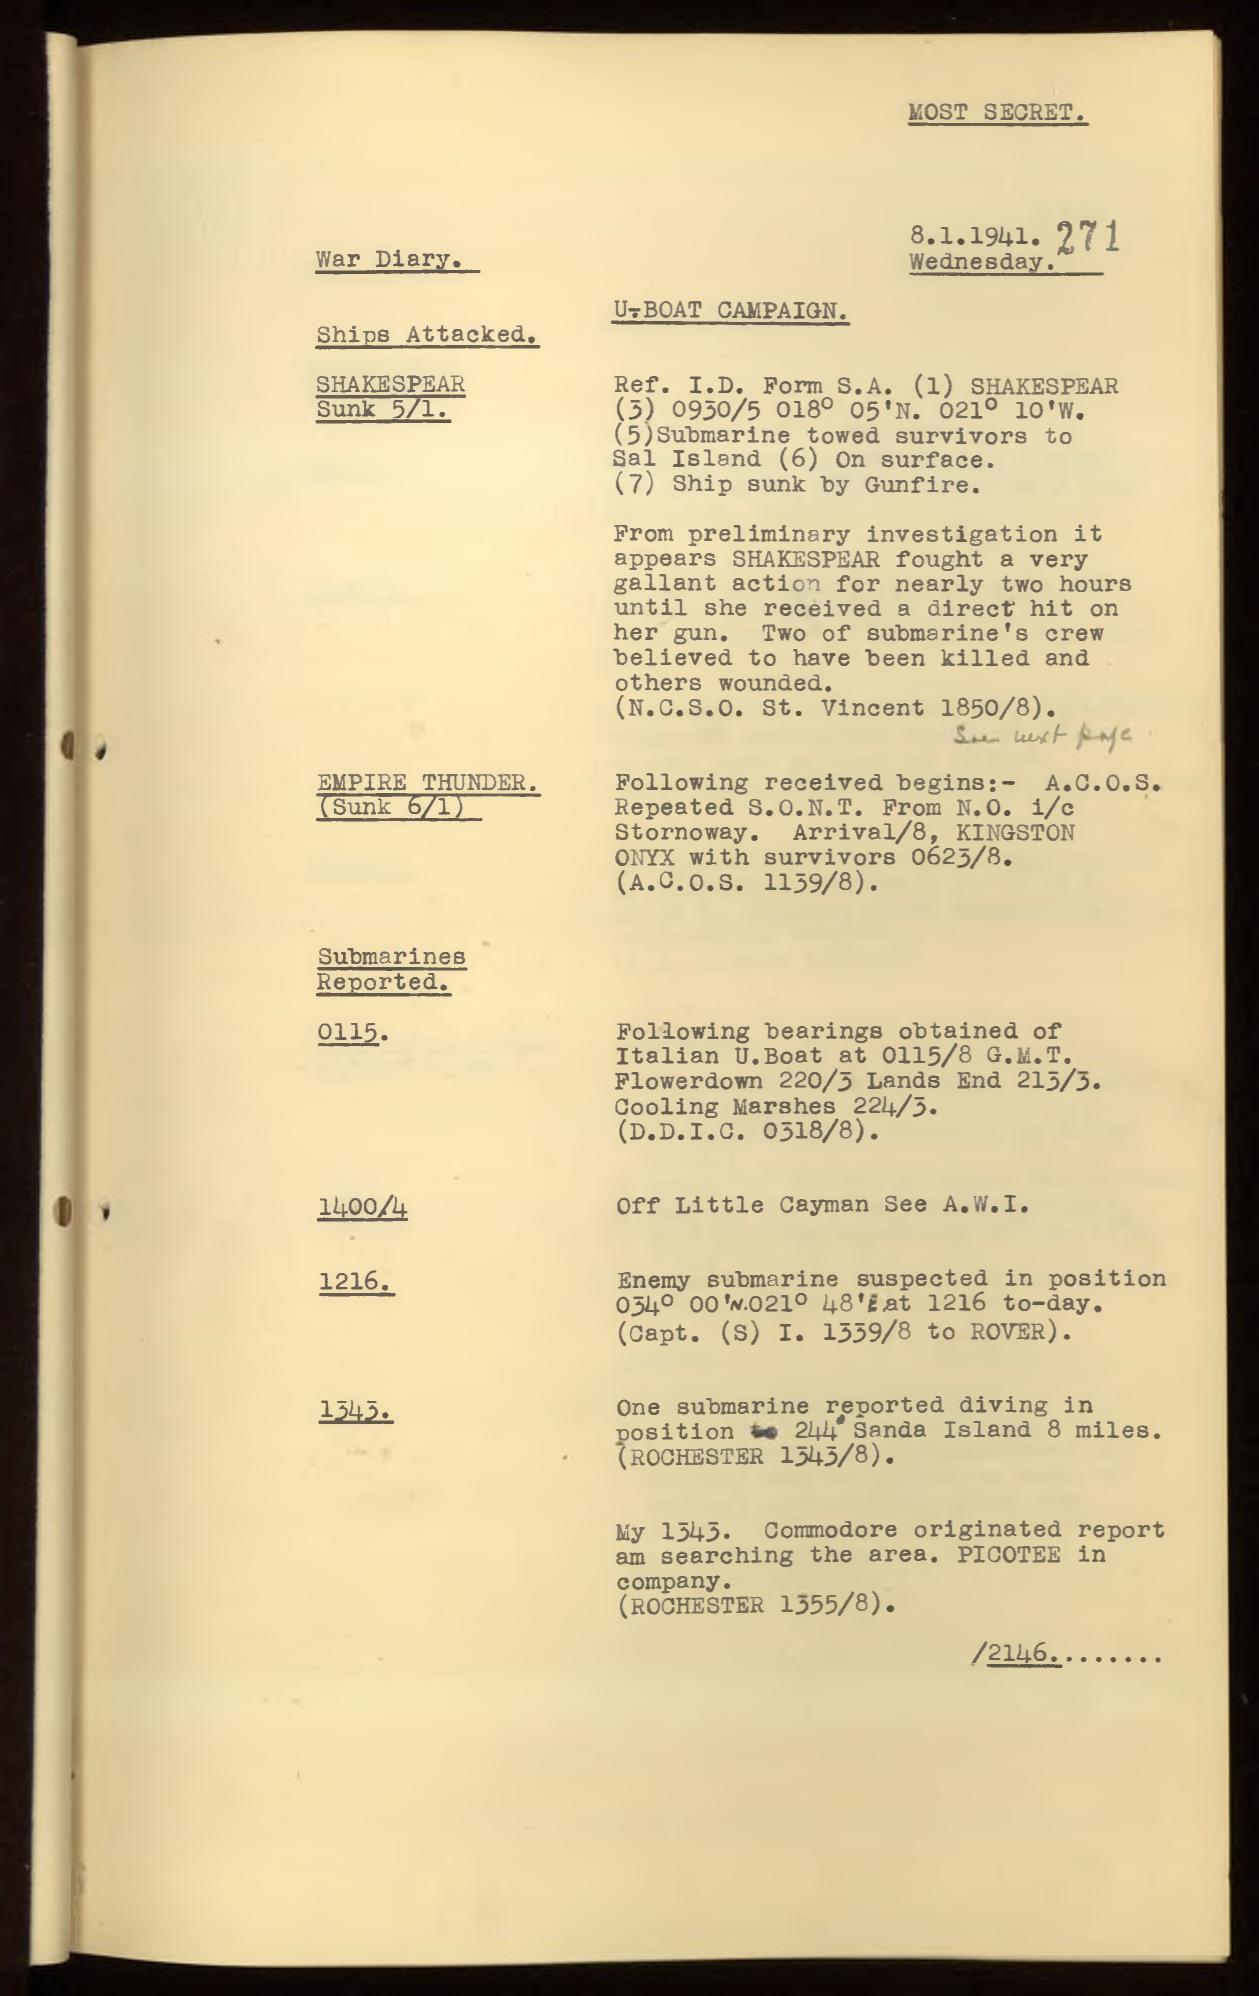 MOST SECRET.
8.1.1941. 271
Wednesday.
War Diary.
U-BOAT CAMPAIGN.
Ships Attacked.
SHAKESPEAR
Sunk 5/1.
Ref. I.D. Form S.A. (1) SHAKESPEAR
(3) 0930/5 018° 05'N. 021° 10'W.
(5)Submarine towed survivors to
Sal Island (6) On surface.
(7) Ship sunk by Gunfire.
From preliminary investigation it
appears SHAKESPEAR fought a very
gallant action for nearly two hours
until she received a direct hit on
her gun. Two of submarine's crew
believed to have been killed and
others wounded.
(N.C.S.O. St. Vincent 1850/8).
See next page
EMPIRE THUNDER.
(Sunk 6/1)
Following received begins:- A.C.O.S.
Repeated S.O.N.T. From N.O. i/c
Stornoway. Arrival/8, KINGSTON
ONYX with survivors 0623/8.
(A.C.O.S. 1139/8).
Submarines
Reported.
0115.
Following bearings obtained of
Italian U.Boat at 0115/8 G.M.T.
Flowerdown 220/3 Lands End 213/3.
Cooling Marshes 224/3.
(D.D.I.C. 0318/8).
1400/4
Off Little Cayman See A.W.I.
1216.
Enemy submarine suspected in position
034° 00'N.021° 48'E.at 1216 to-day.
(Capt. (S) I. 1339/8 to ROVER).
1343.
One submarine reported diving in
position 244° Sanda Island 8 miles.
(ROCHESTER 1343/8).
My 1343. Commodore originated report
am searching the area. PICOTEE in
company.
(ROCHESTER 1355/8).
/2146........